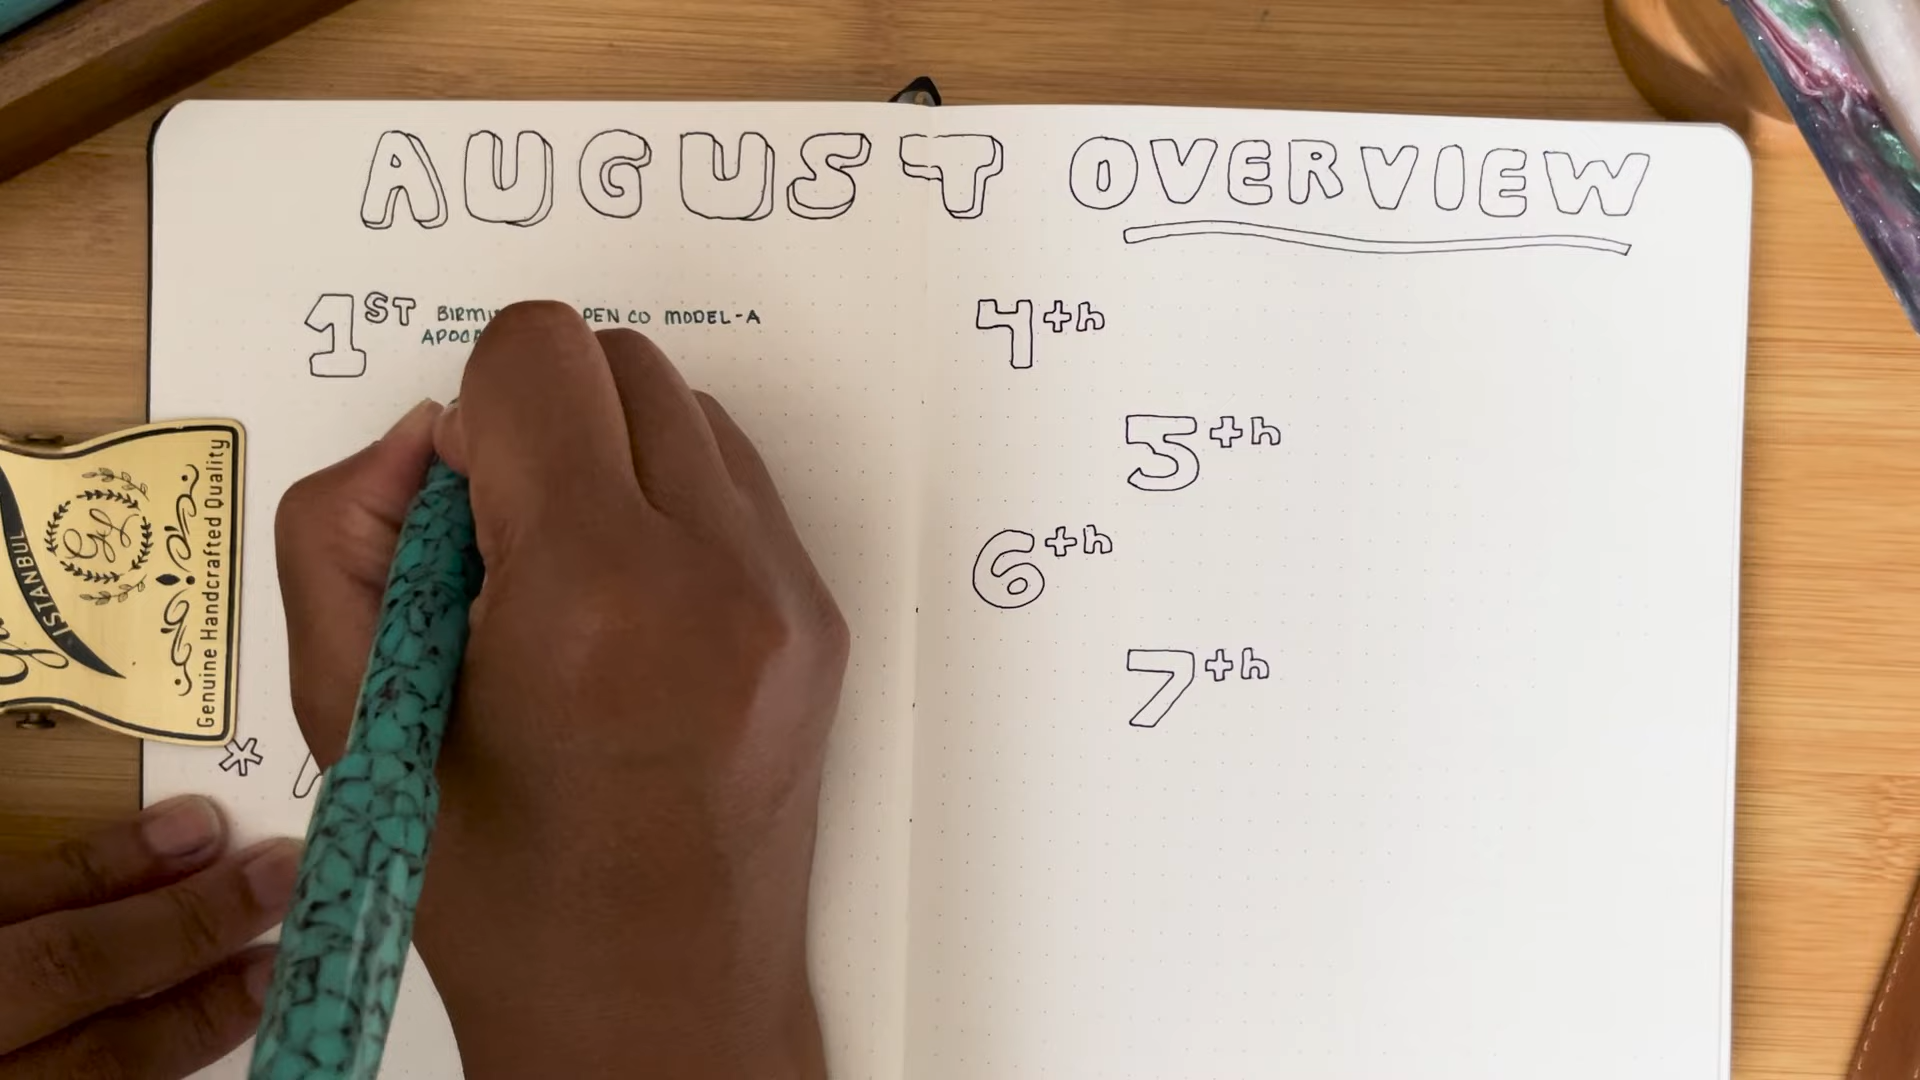 AUGUST OVERVIEW
1ST PEN CO MODEL-A
4th
5th
6th
7th
*
ISTANBUL
Genuine Handcrafted Quality